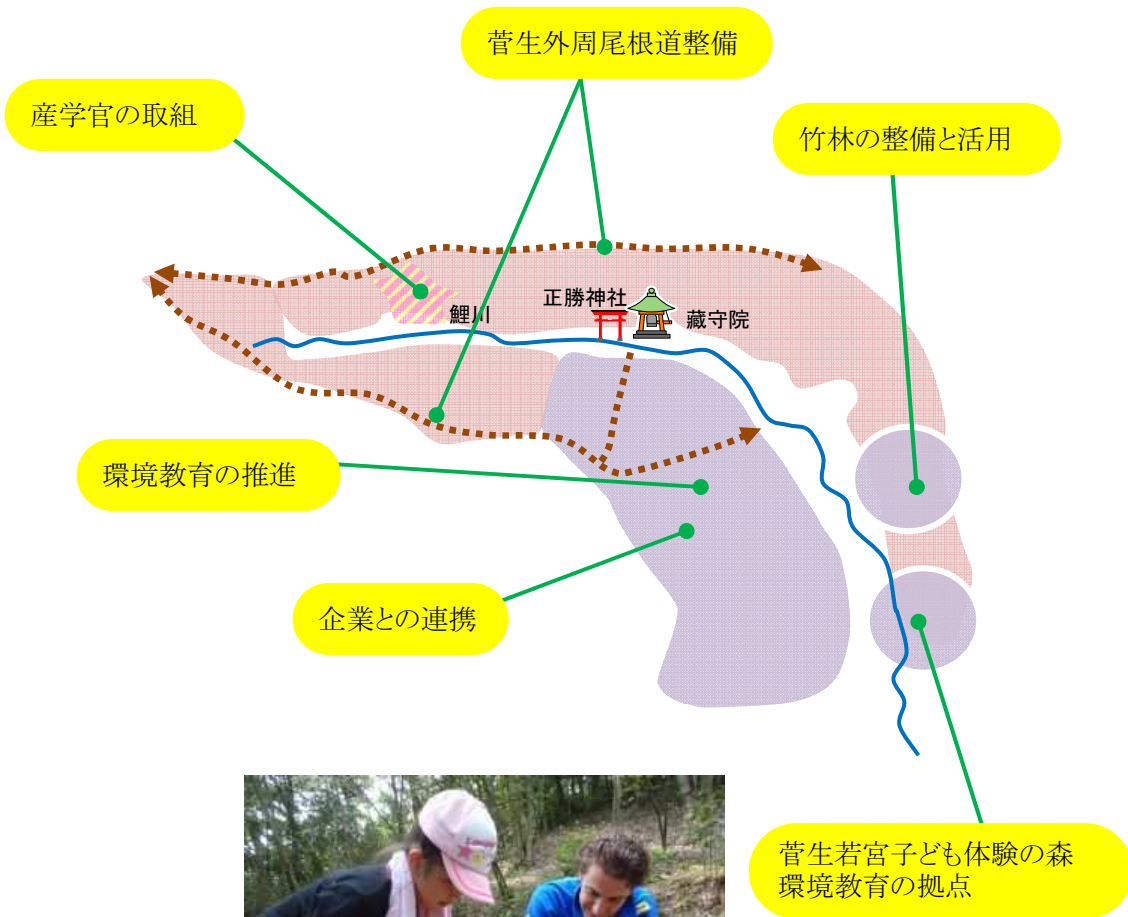 菅生外周尾根道整備
産学官の取組
竹林の整備と活用
正勝神社
鯉川
藏守院
環境教育の推進
企業との連携
菅生若宮子ども体験の森
環境教育の拠点